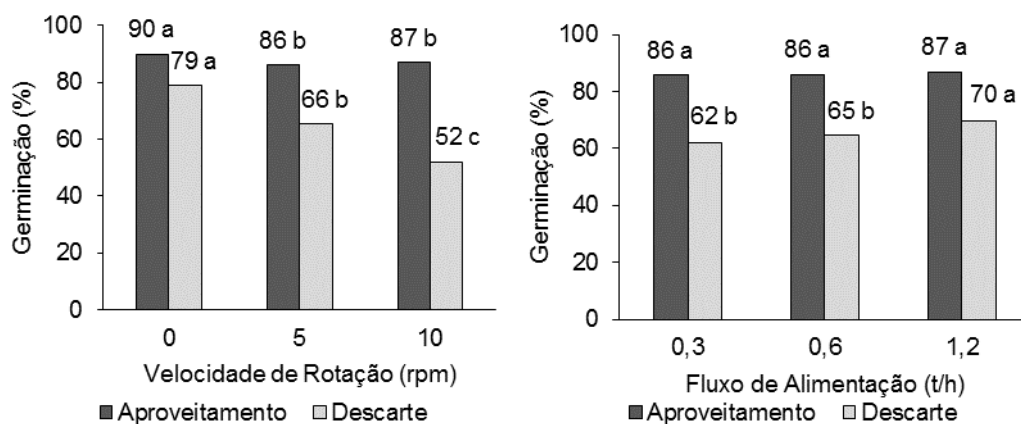 100
80
60
40
20
0
Germinação (%)
90 a
79 a
86 b
66 b
87 b
52 c
0
5
10
Velocidade de Rotação (rpm)
Aproveitamento
Descarte
100
80
60
40
20
0
Germinação (%)
86 a
62 b
86 a
65 b
87 a
70 a
0,3
0,6
1,2
Fluxo de Alimentação (t/h)
Aproveitamento
Descarte